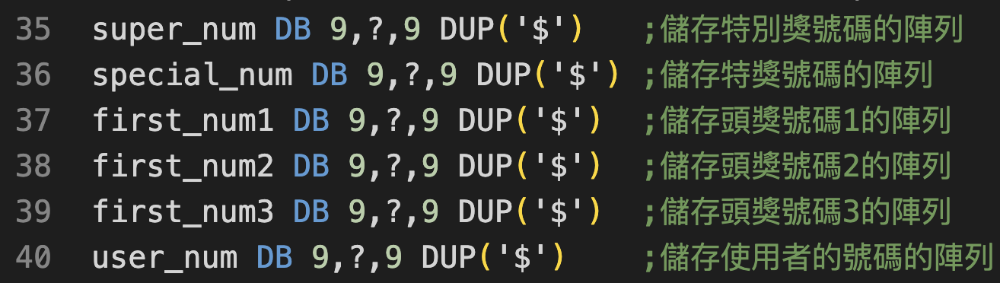 35 super_num DB 9,?,9 DUP('$') ;儲存特別獎號碼的陣列
36 special_num DB 9,?,9 DUP('$') ;儲存特獎號碼的陣列
37 first_num1 DB 9,?,9 DUP('$') ;儲存頭獎號碼1的陣列
38 first_num2 DB 9,?,9 DUP('$') ;儲存頭獎號碼2的陣列
39 first_num3 DB 9,?,9 DUP('$') ;儲存頭獎號碼3的陣列
40 user_num DB 9,?,9 DUP('$') ;儲存使用者的號碼的陣列